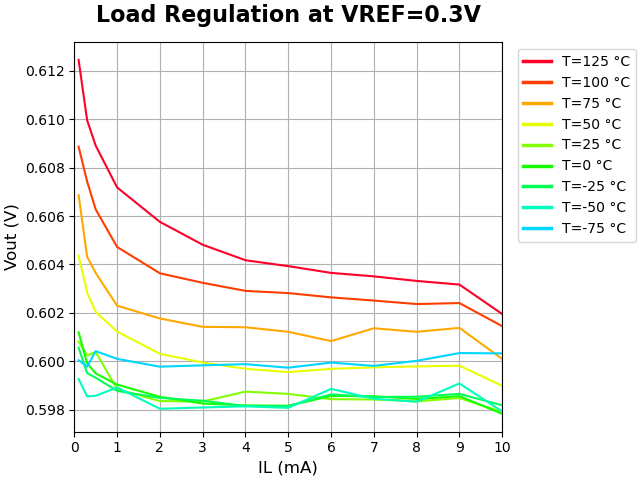 Load Regulation at VREF=0.3V
Vout (V)
0.612
0.610
0.608
0.606
0.604
0.602
0.600
0.598
0 1 2 3 4 5 6 7 8 9 10
IL (mA)
T=125 °C
T=100 °C
T=75 °C
T=50 °C
T=25 °C
T=0 °C
T=-25 °C
T=-50 °C
T=-75 °C